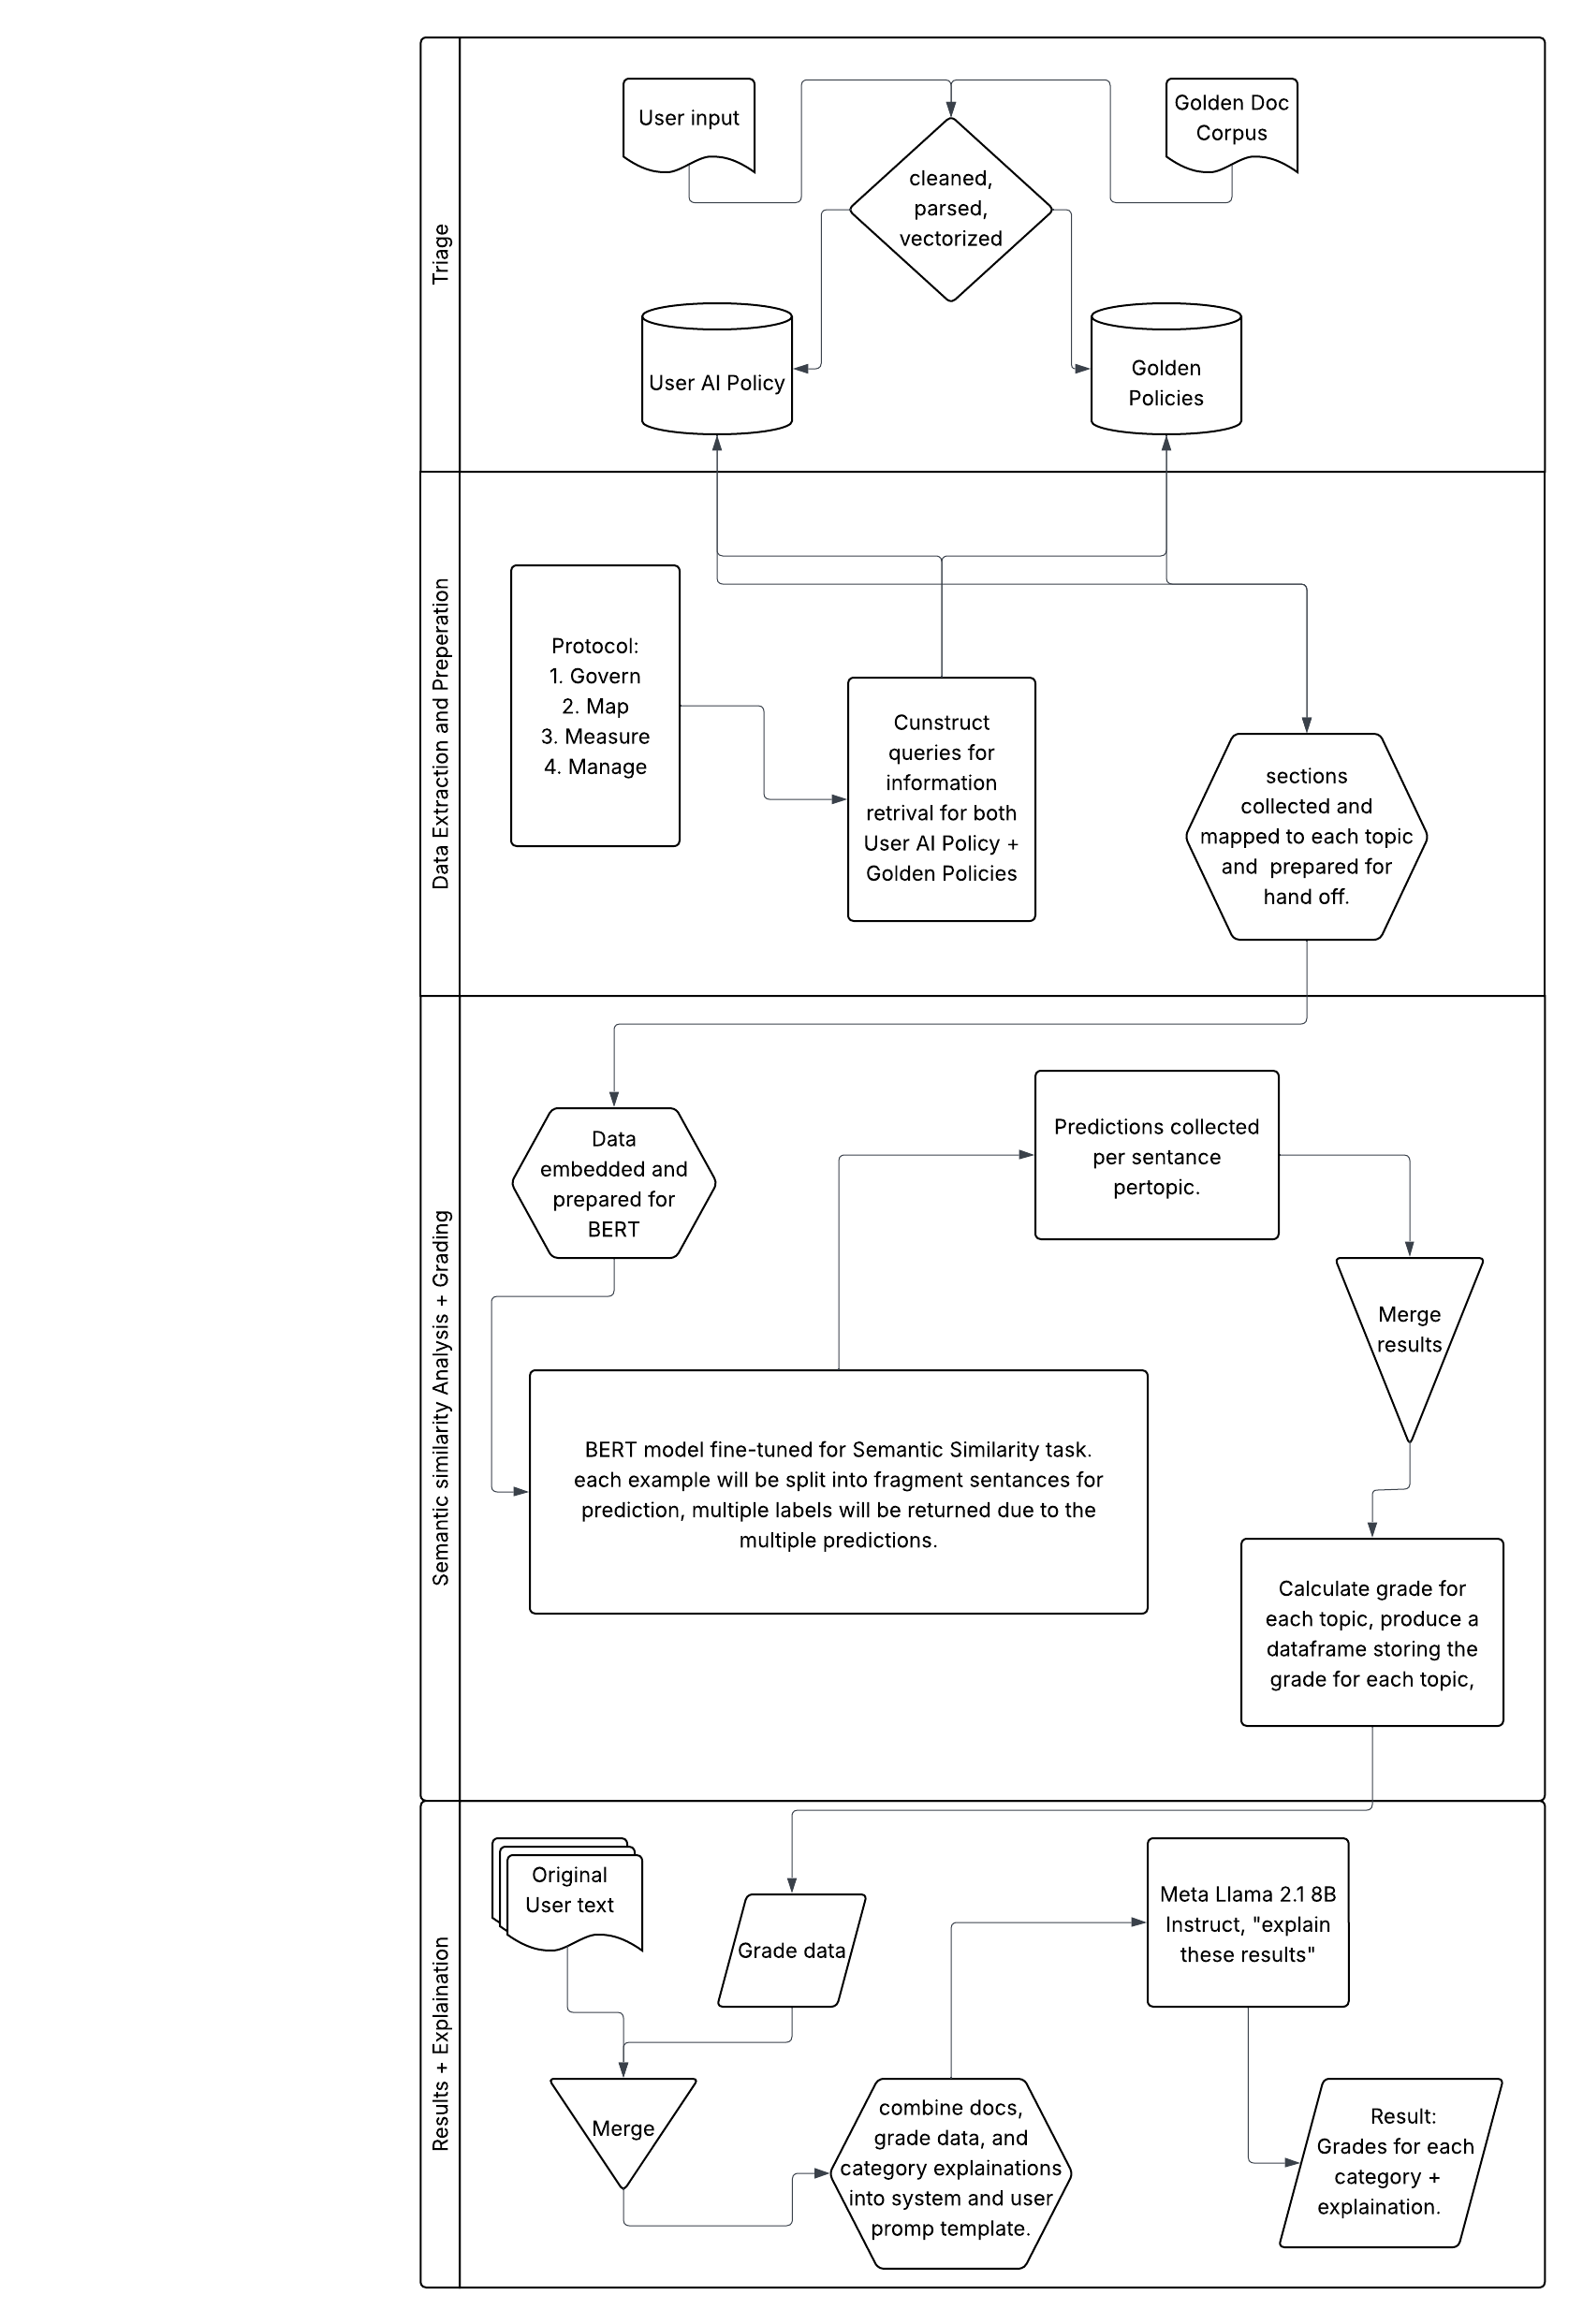 Triage
User input
Golden Doc
Corpus
cleaned,
parsed,
vectorized
User AI Policy
Golden
Policies
Data Extraction and Preperation
Protocol:
1. Govern
2. Map
3. Measure
4. Manage
Cunstruct
queries for
information
retrival for both
User AI Policy +
Golden Policies
sections
collected and
mapped to each topic
and  prepared for
hand off.
Semantic similarity Analysis + Grading
Data
embedded and
prepared for
BERT
Predictions collected
per sentance
pertopic.
Merge
results
BERT model fine-tuned for Semantic Similarity task.
each example will be split into fragment sentances for
prediction, multiple labels will be returned due to the
multiple predictions.
Calculate grade for
each topic, produce a
dataframe storing the
grade for each topic,
Results + Explaination
Original
User text
Grade data
Meta Llama 2.1 8B
Instruct, "explain
these results"
Merge
combine docs,
grade data, and
category explainations
into system and user
promp template.
Result:
Grades for each
category +
explaination.